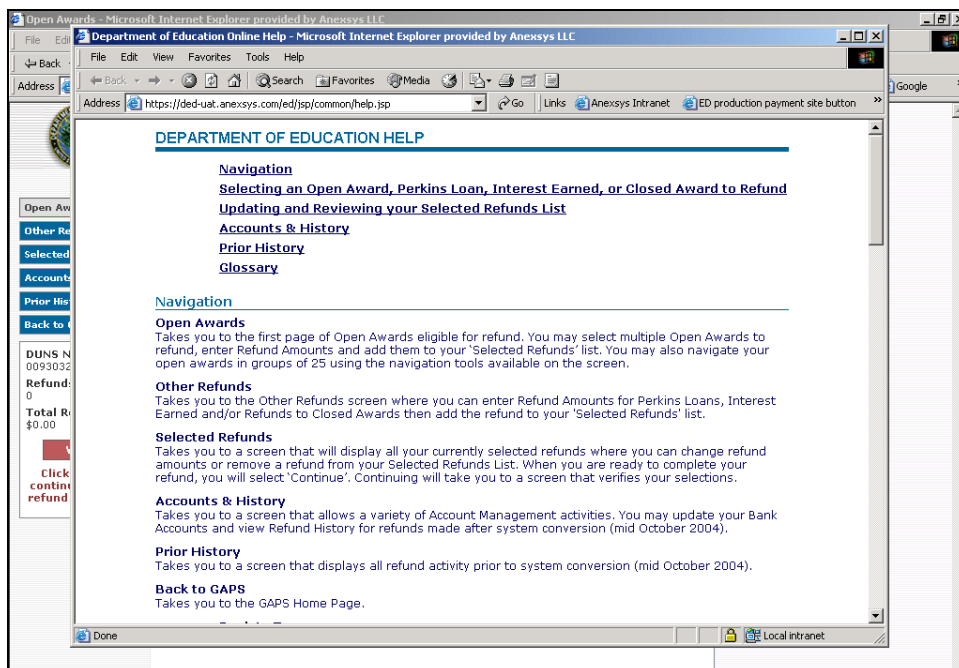 Open Awards - Microsoft Internet Explorer provided by Anexsys LLC
Department of Education Online Help - Microsoft Internet Explorer provided by Anexsys LLC
File Edit
File Edit View Favorites Tools Help
Back
Back Search Favorites Media
Address
Google
Address https://ded-uat.anexsys.com/ed/jsp/common/help.jsp Go Links Anexsys Intranet ED production payment site button »
DEPARTMENT OF EDUCATION HELP
Navigation
Selecting an Open Award, Perkins Loan, Interest Earned, or Closed Award to Refund
Updating and Reviewing your Selected Refunds List
Accounts & History
Prior History
Glossary
Open Aw
Other Re
Selected
Accounts
Prior His
Back to
DUNS N
0093032
Refund
0
Total R
$0.00
Click
contin
refund
Navigation
Open Awards
Takes you to the first page of Open Awards eligible for refund. You may select multiple Open Awards to
refund, enter Refund Amounts and add them to your 'Selected Refunds' list. You may also navigate your
open awards in groups of 25 using the navigation tools available on the screen.
Other Refunds
Takes you to the Other Refunds screen where you can enter Refund Amounts for Perkins Loans, Interest
Earned and/or Refunds to Closed Awards then add the refund to your 'Selected Refunds' list.
Selected Refunds
Takes you to a screen that will display all your currently selected refunds where you can change refund
amounts or remove a refund from your Selected Refunds List. When you are ready to complete your
refund, you will select 'Continue'. Continuing will take you to a screen that verifies your selections.
Accounts & History
Takes you to a screen that allows a variety of Account Management activities. You may update your Bank
Accounts and view Refund History for refunds made after system conversion (mid October 2004).
Prior History
Takes you to a screen that displays all refund activity prior to system conversion (mid October 2004).
Back to GAPS
Takes you to the GAPS Home Page.
Done
Local intranet